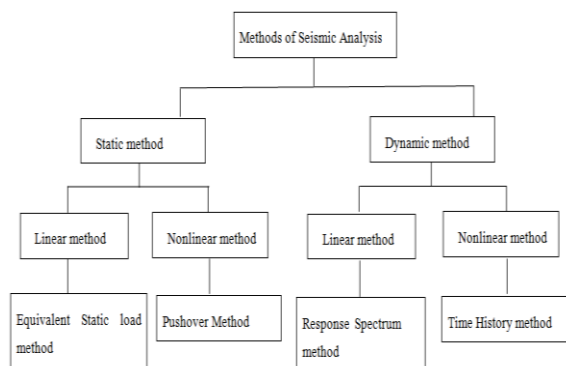 Methods of Seismic Analysis
Static method
Dynamic method
Linear method
Nonlinear method
Linear method
Nonlinear method
Equivalent Static load
method
Pushover Method
Response Spectrum
method
Time History method